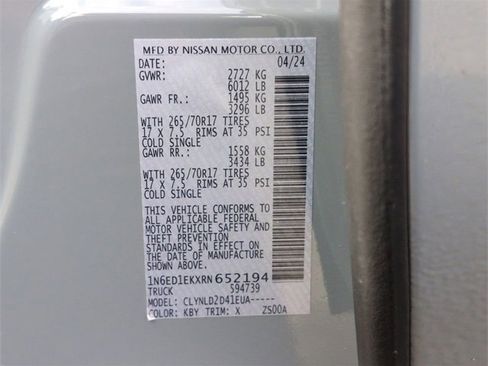 MFD BY NISSAN MOTOR CO., LTD.
DATE: 04/24
GVWR: 2727 KG
6012 LB
GAWR FR.: 1495 KG
3296 LB
WITH 265/70R17 TIRES
17 X 7.5 RIMS AT 35 PSI
COLD SINGLE
GAWR RR.: 1558 KG
3434 LB
WITH 265/70R17 TIRES
17 X 7.5 RIMS AT 35 PSI
COLD SINGLE
THIS VEHICLE CONFORMS TO
ALL APPLICABLE FEDERAL
MOTOR VEHICLE SAFETY AND
THEFT PREVENTION
STANDARDS IN EFFECT ON
THE DATE OF MANUFACTURE
SHOWN ABOVE.
1N6ED1EKXRN652194
TRUCK 594739
MODEL: CLYNLD2D41EUA-----
COLOR: KBY TRIM: X ZS00A